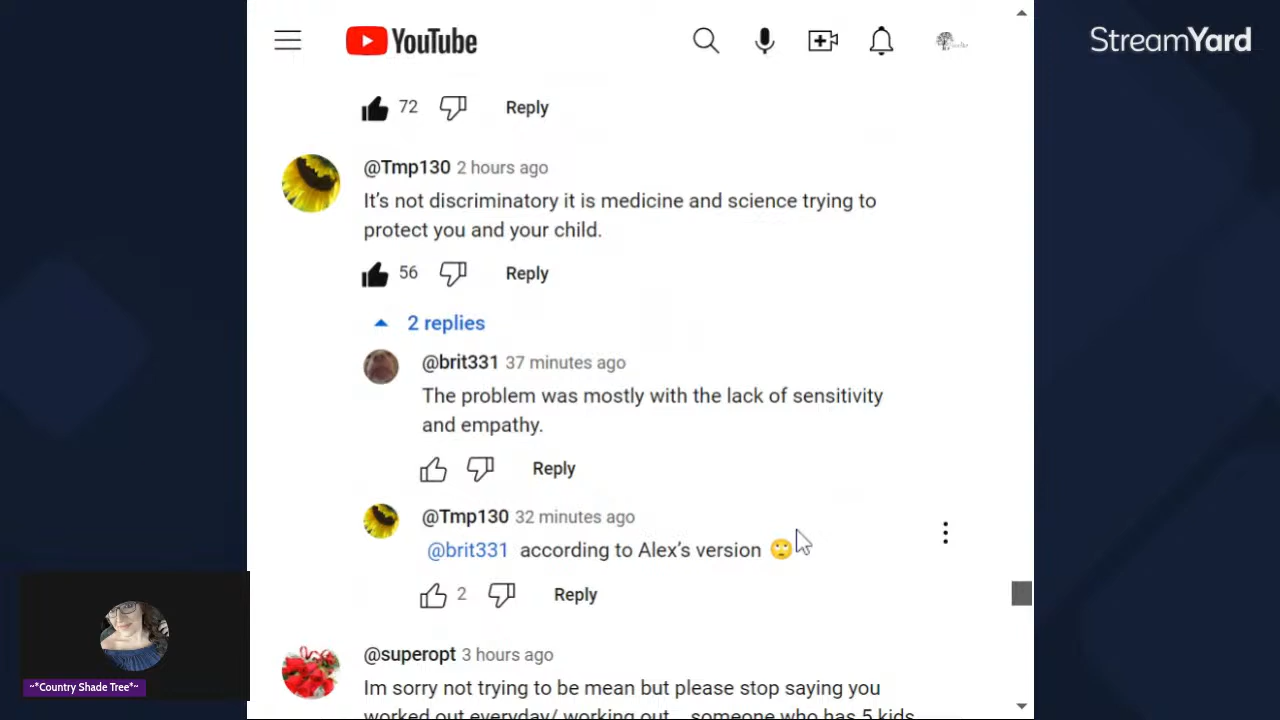 YouTube
StreamYard
72 Reply
@Tmp130 2 hours ago
It's not discriminatory it is medicine and science trying to
protect you and your child.
56 Reply
2 replies
@brit331 37 minutes ago
The problem was mostly with the lack of sensitivity
and empathy.
Reply
@Tmp130 32 minutes ago
@brit331 according to Alex's version 🙄
2 Reply
@superopt 3 hours ago
Im sorry not trying to be mean but please stop saying you
worked out everyday/ working out... someone who has 5 kids
~*Country Shade Tree*~